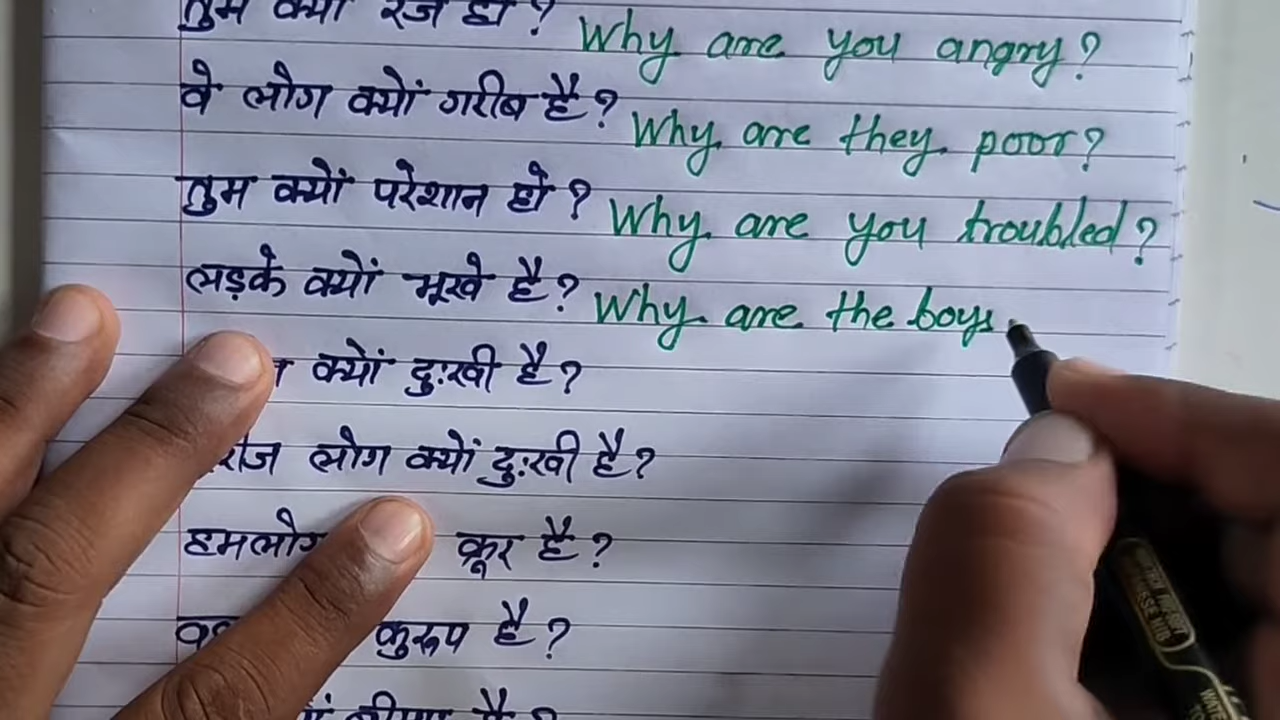 तुम क्यों रंज हो ? Why are you angry ?
वे लोग क्यों गरीब है ? Why are they poor ?
तुम क्यों परेशान हो ? Why are you troubled ?
लड़के क्यों भूखे है ? Why are the boys
क्यों दुःखी है ?
लोग क्यों दुःखी है ?
हमलोग क्रूर है ?
कुरूप है ?